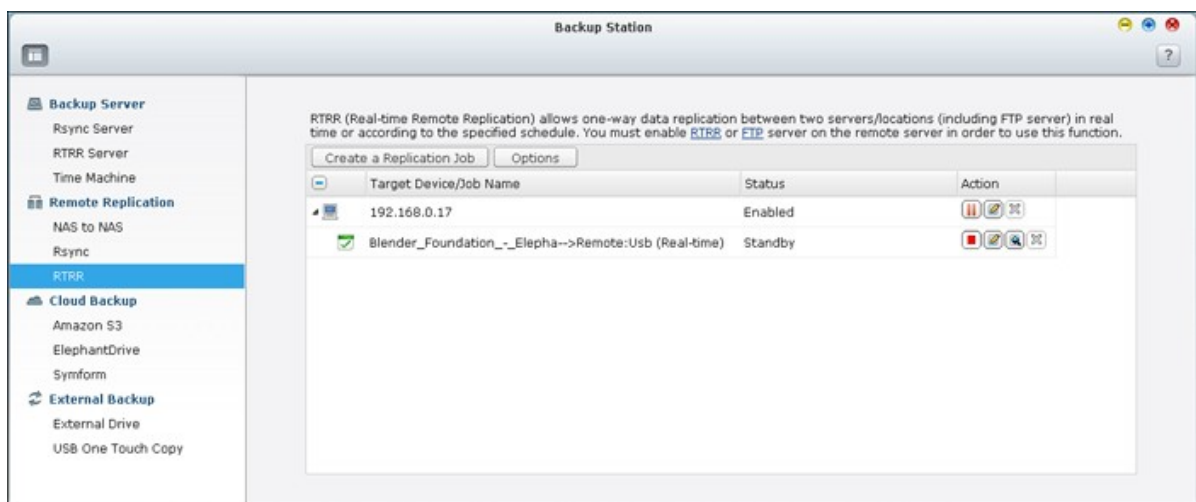 Backup Station
?
Backup Server
Rsync Server
RTRR Server
Time Machine
Remote Replication
NAS to NAS
Rsync
RTRR
Cloud Backup
Amazon S3
ElephantDrive
Symform
External Backup
External Drive
USB One Touch Copy
RTRR (Real-time Remote Replication) allows one-way data replication between two servers/locations (including FTP server) in real
time or according to the specified schedule. You must enable RTRR or FTP server on the remote server in order to use this function.
Create a Replication Job Options
Target Device/Job Name Status Action
192.168.0.17 Enabled
Blender_Foundation_-_Elepha-->Remote:Usb (Real-time) Standby